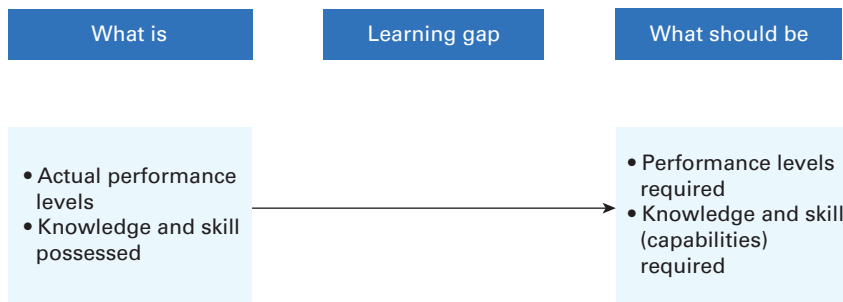 What is
Learning gap
What should be
• Actual performance
levels
• Knowledge and skill
possessed
• Performance levels
required
• Knowledge and skill
(capabilities)
required